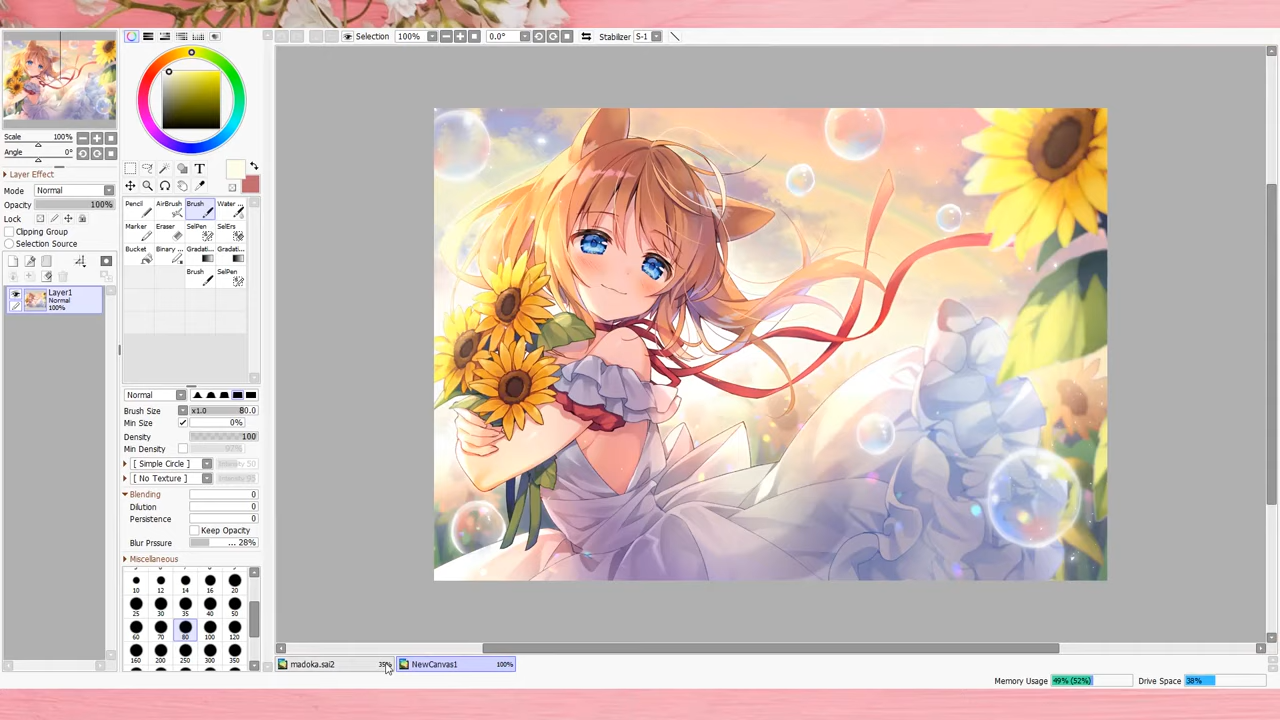 Selection 100% 0.0° Stabilizer S-1
Scale 100%
Angle 0°
Layer Effect
Mode Normal
Opacity 100%
Lock
Clipping Group
Selection Source
Layer1
Normal
100%
T
Pencil AirBrush Brush Water ...
Marker Eraser SelPen SelErs
Bucket Binary ... Gradati... Gradati...
Brush SelPen
Normal
Brush Size x1.0 80.0
Min Size 0%
Density 100
Min Density
[ Simple Circle ] Intensity 50
[ No Texture ] Intensity 95
Blending 0
Dilution 0
Persistence 0
Keep Opacity
Blur Prssure ... 28%
Miscellaneous
10 12 14 16 20
25 30 35 40 50
60 70 80 100 120
160 200 250 300 350
madoka.sai2 35% NewCanvas1 100%
Memory Usage 49% (52%) Drive Space 38%